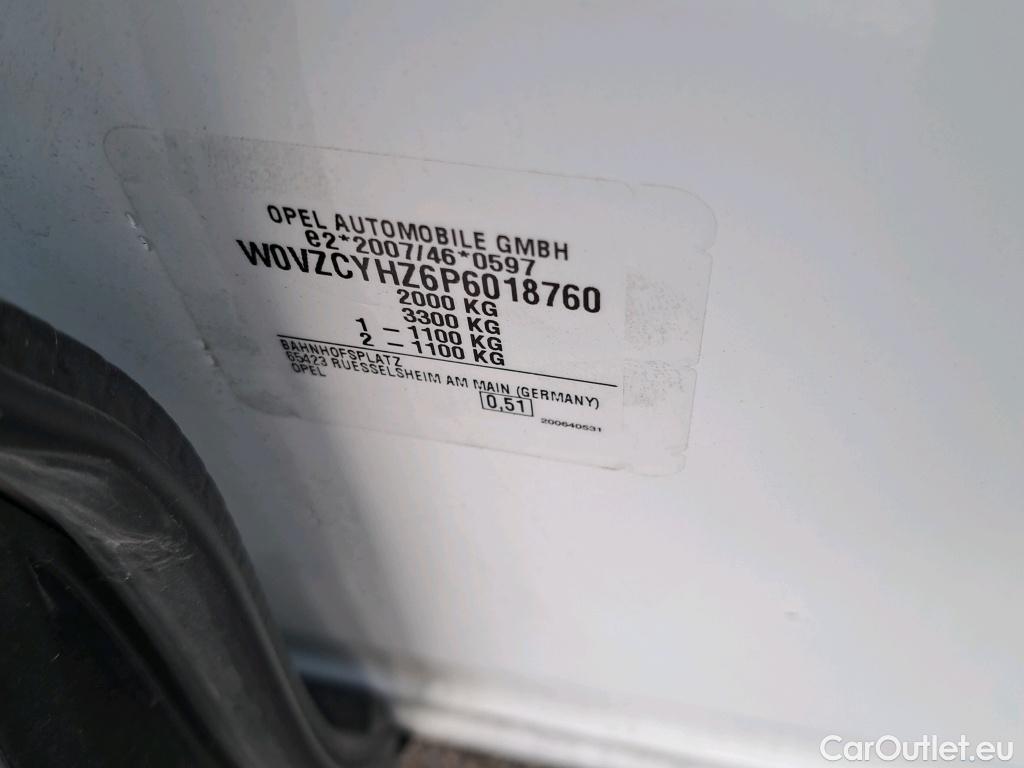 OPEL AUTOMOBILE GMBH
e2*2007/46*0597
W0VZCYHZ6P6018760
2000 KG
3300 KG
1 – 1100 KG
2 – 1100 KG
BAHNHOFSPLATZ
65423 RUESSELSHEIM AM MAIN (GERMANY)
OPEL
0,51
200640531
CarOutlet.eu